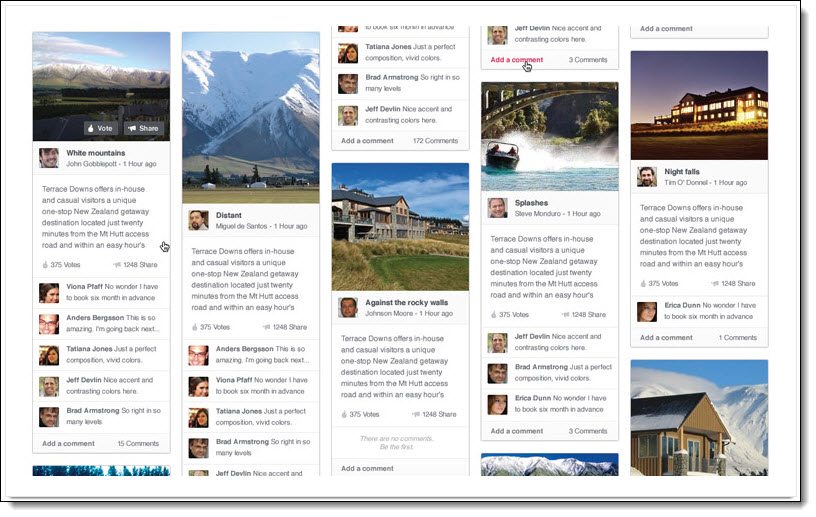 Vote
Share
White mountains
John Gobblepott - 1 Hour ago
Terrace Downs offers in-house
and casual visitors a unique
one-stop New Zealand getaway
destination located just twenty
minutes from the Mt Hutt access
road and within an easy hour's
375 Votes
1248 Share
Viona Pfaff No wonder I have
to book six month in advance
Anders Bergsson This is so
amazing. I'm going back next...
Tatiana Jones Just a perfect
composition, vivid colors.
Jeff Devlin Nice accent and
contrasting colors here.
Brad Armstrong So right in so
many levels
Add a comment
15 Comments
Distant
Miguel de Santos - 1 Hour ago
Terrace Downs offers in-house
and casual visitors a unique
one-stop New Zealand getaway
destination located just twenty
minutes from the Mt Hutt access
road and within an easy hour's
375 Votes
1248 Share
Anders Bergsson This is so
amazing. I'm going back next...
Viona Pfaff No wonder I have
to book six month in advance
Tatiana Jones Just a perfect
composition, vivid colors.
Brad Armstrong So right in so
many levels
Jeff Devlin Nice accent and
to book six month in advance
Tatiana Jones Just a perfect
composition, vivid colors.
Brad Armstrong So right in so
many levels
Jeff Devlin Nice accent and
contrasting colors here.
Add a comment
172 Comments
Against the rocky walls
Johnson Moore - 1 Hour ago
Terrace Downs offers in-house
and casual visitors a unique
one-stop New Zealand getaway
destination located just twenty
minutes from the Mt Hutt access
road and within an easy hour's
375 Votes
1248 Share
There are no comments.
Be the first.
Add a comment
Jeff Devlin Nice accent and
contrasting colors here.
Add a comment
3 Comments
Splashes
Steve Monduro - 1 Hour ago
Terrace Downs offers in-house
and casual visitors a unique
one-stop New Zealand getaway
destination located just twenty
minutes from the Mt Hutt access
road and within an easy hour's
375 Votes
1248 Share
Jeff Devlin Nice accent and
contrasting colors here.
Brad Armstrong Just a perfect
composition, vivid colors.
Erica Dunn No wonder I have
to book six month in advance
Add a comment
3 Comments
Add a comment
Night falls
Tim O' Donnel - 1 Hour ago
Terrace Downs offers in-house
and casual visitors a unique
one-stop New Zealand getaway
destination located just twenty
minutes from the Mt Hutt access
road and within an easy hour's
375 Votes
1248 Share
Erica Dunn No wonder I have
to book six month in advance
Add a comment
1 Comments